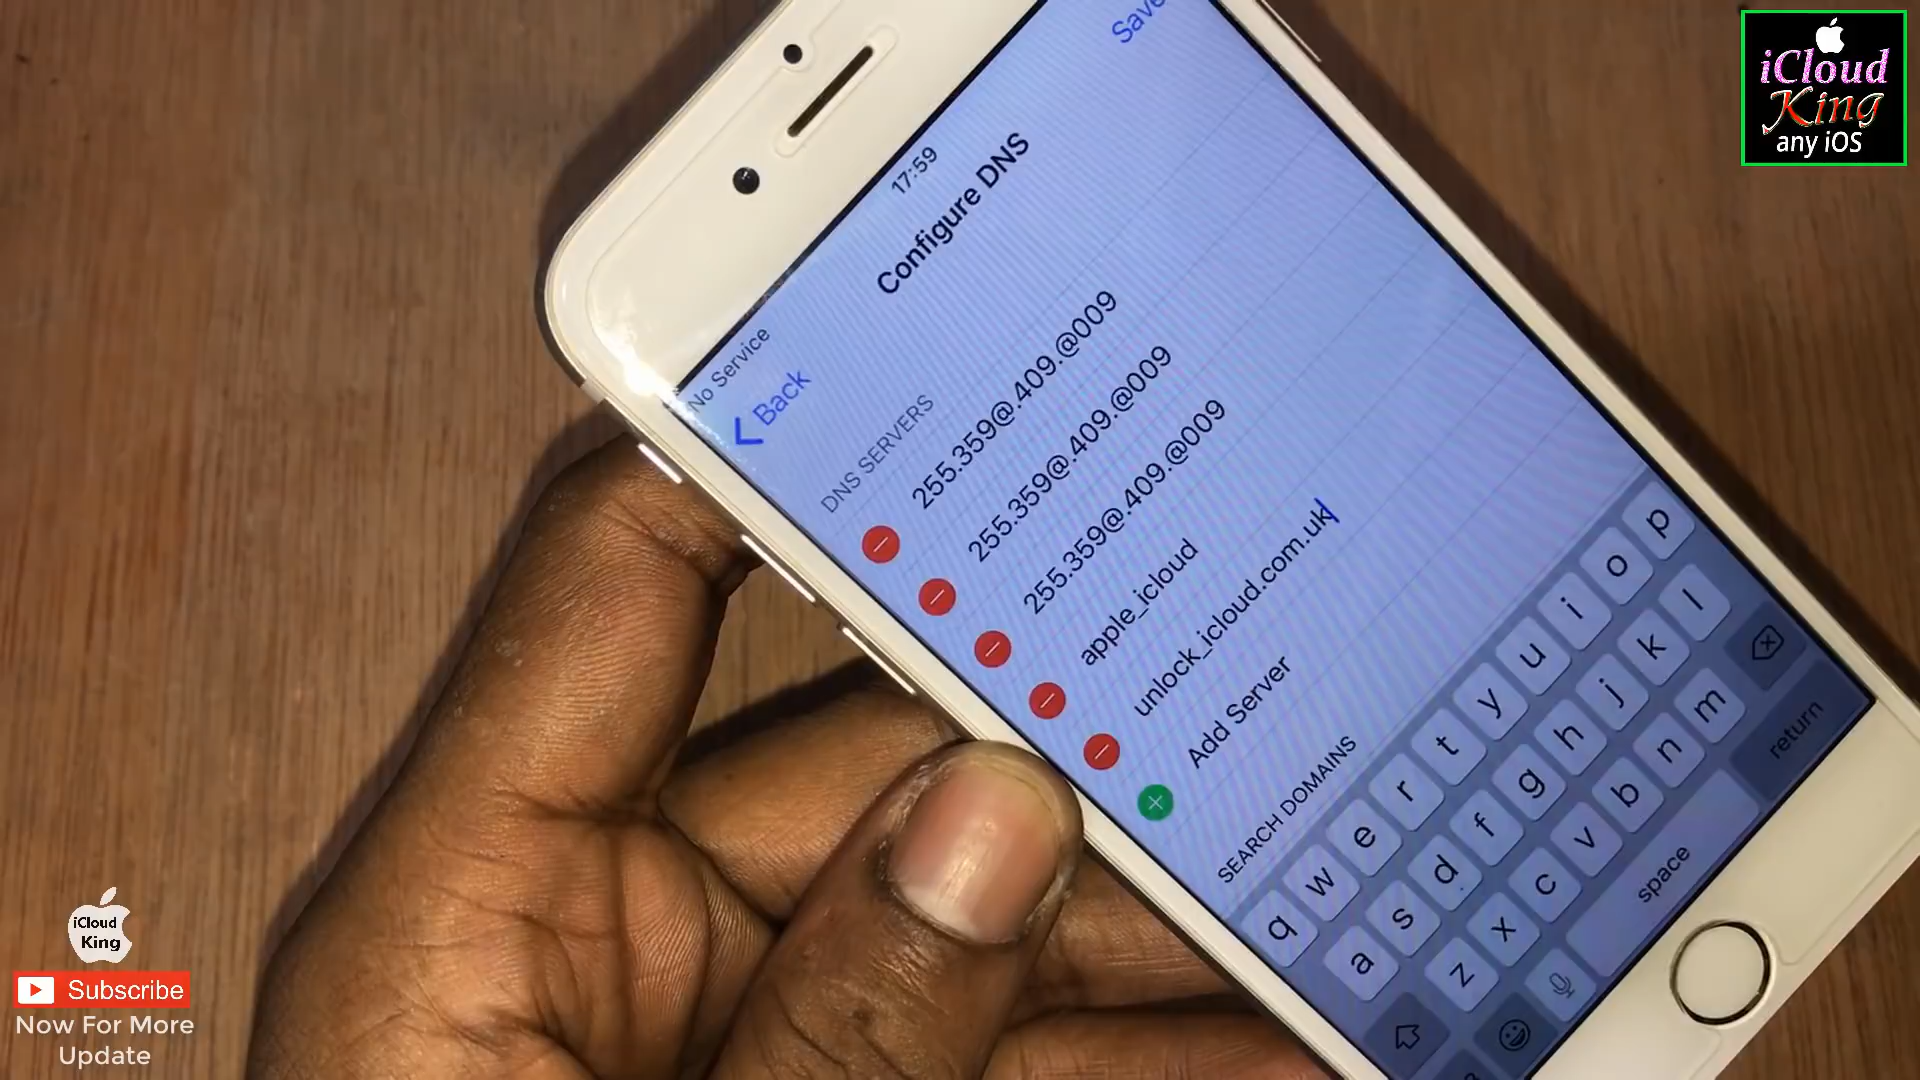 iCloud
King
any iOS
Save
17:59
No Service
Configure DNS
Back
DNS SERVERS
255.359@.409.@009
255.359@.409.@009
255.359@.409.@009
apple_icloud
unlock_icloud.com.uk
Add Server
SEARCH DOMAINS
q w e r t y u i o p
a s d f g h j k l
z x c v b n m
space
return
iCloud
King
Subscribe
Now For More
Update